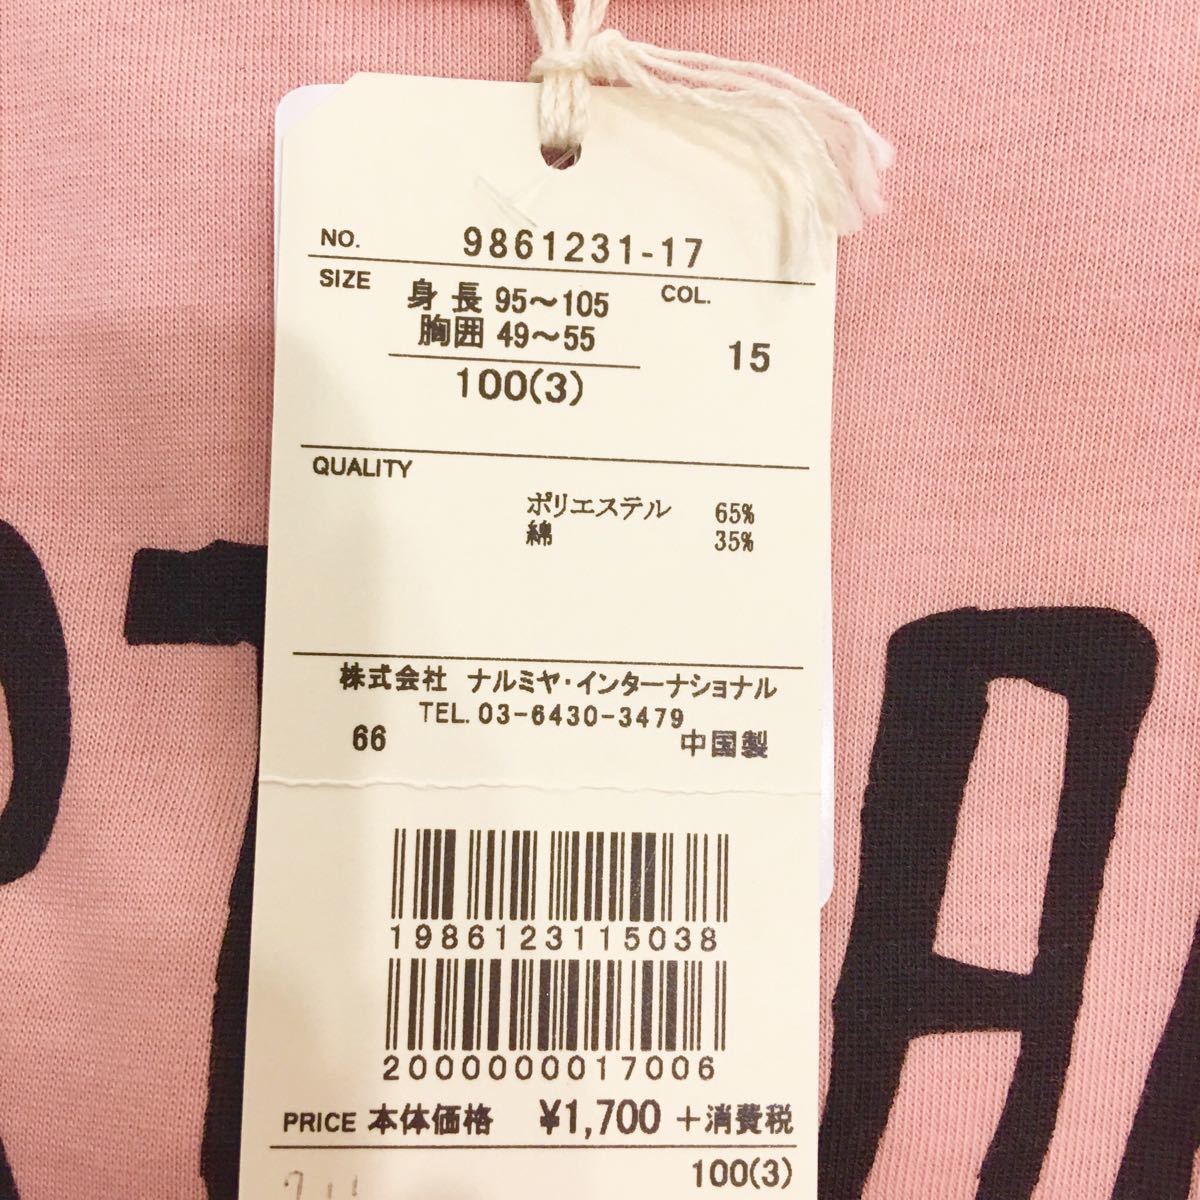 NO. 9861231-17
SIZE 身長 95〜105 COL.
胸囲 49〜55 15
100(3)
QUALITY
ポリエステル 65%
綿 35%
株式会社 ナルミヤ・インターナショナル
TEL. 03-6430-3479
66 中国製
1986123115038
2000000017006
PRICE 本体価格 ¥1,700 +消費税
100(3)